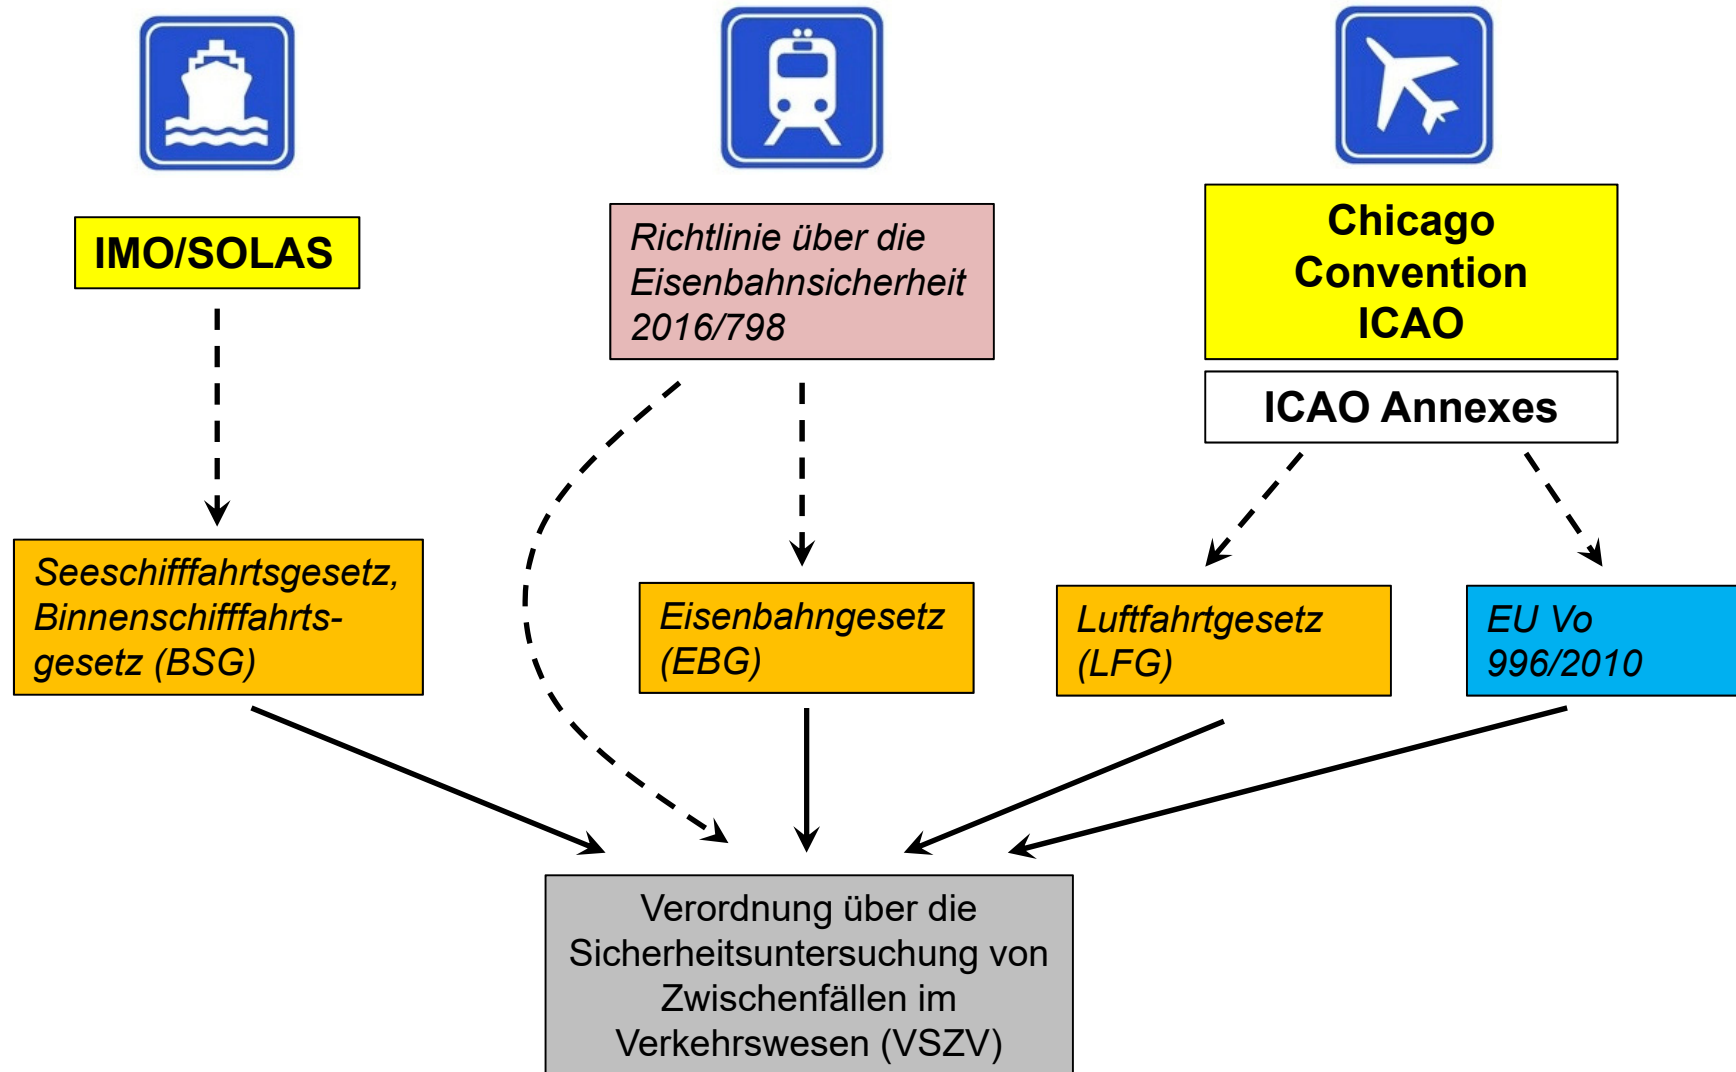 IMO/SOLAS
Richtlinie über die
Eisenbahnsicherheit
2016/798
Chicago
Convention
ICAO
ICAO Annexes
Seeschifffahrtsgesetz,
Binnenschifffahrts-
gesetz (BSG)
Eisenbahngesetz
(EBG)
Luftfahrtgesetz
(LFG)
EU Vo
996/2010
Verordnung über die
Sicherheitsuntersuchung von
Zwischenfällen im
Verkehrswesen (VSZV)